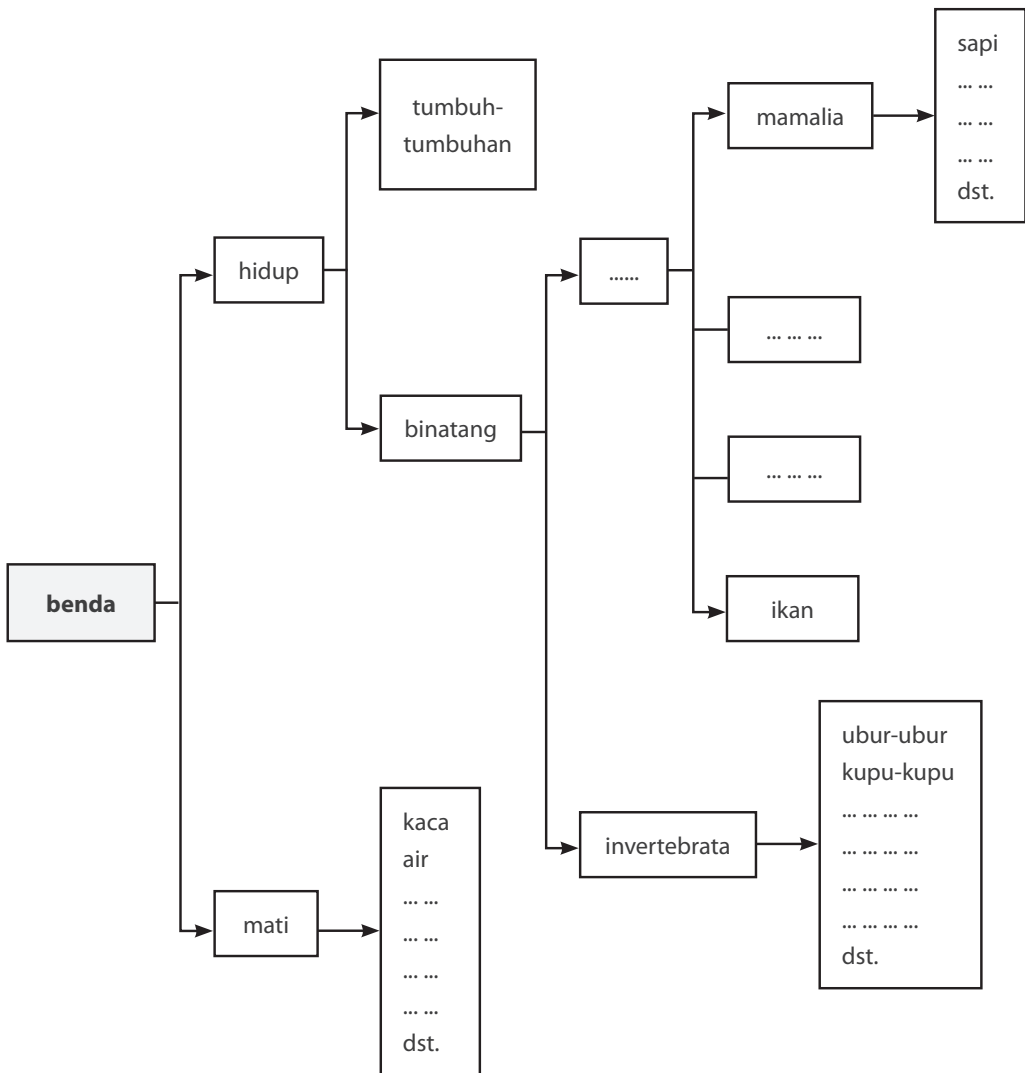 benda
hidup
mati
tumbuh-
tumbuhan
binatang
kaca
air
... ...
... ...
... ...
... ...
dst.
......
invertebrata
mamalia
... ... ...
... ... ...
ikan
sapi
... ...
... ...
... ...
dst.
ubur-ubur
kupu-kupu
... ... ... ...
... ... ... ...
... ... ... ...
... ... ... ...
dst.